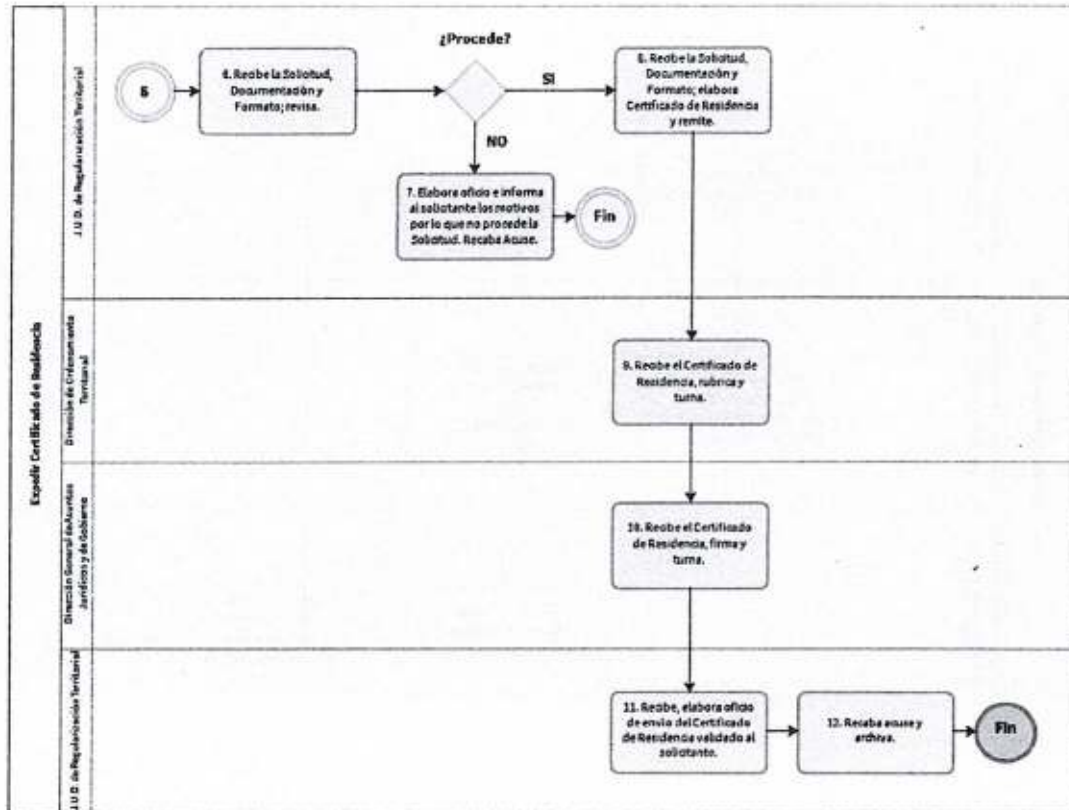 Expedir Certificado de Residencia
J.U.D. de Regularización Territorial
5
6. Recibe la Solicitud,
Documentación y
Formato; revisa.
¿Procede?
SI
8. Recibe la Solicitud,
Documentación y
Formato; elabora
Certificado de Residencia
y remite.
NO
7. Elabora oficio e informa
al solicitante los motivos
por lo que no procede la
Solicitud. Recaba Acuse.
Fin
Dirección de Ordenamiento
Territorial
9. Recibe el Certificado de
Residencia, rubrica y
turna.
Dirección General de Asuntos
Jurídicos y de Gobierno
10. Recibe el Certificado
de Residencia, firma y
turna.
J.U.D. de Regularización Territorial
11. Recibe, elabora oficio
de envio del Certificado
de Residencia validado al
solicitante.
12. Recaba acuse y
archiva.
Fin